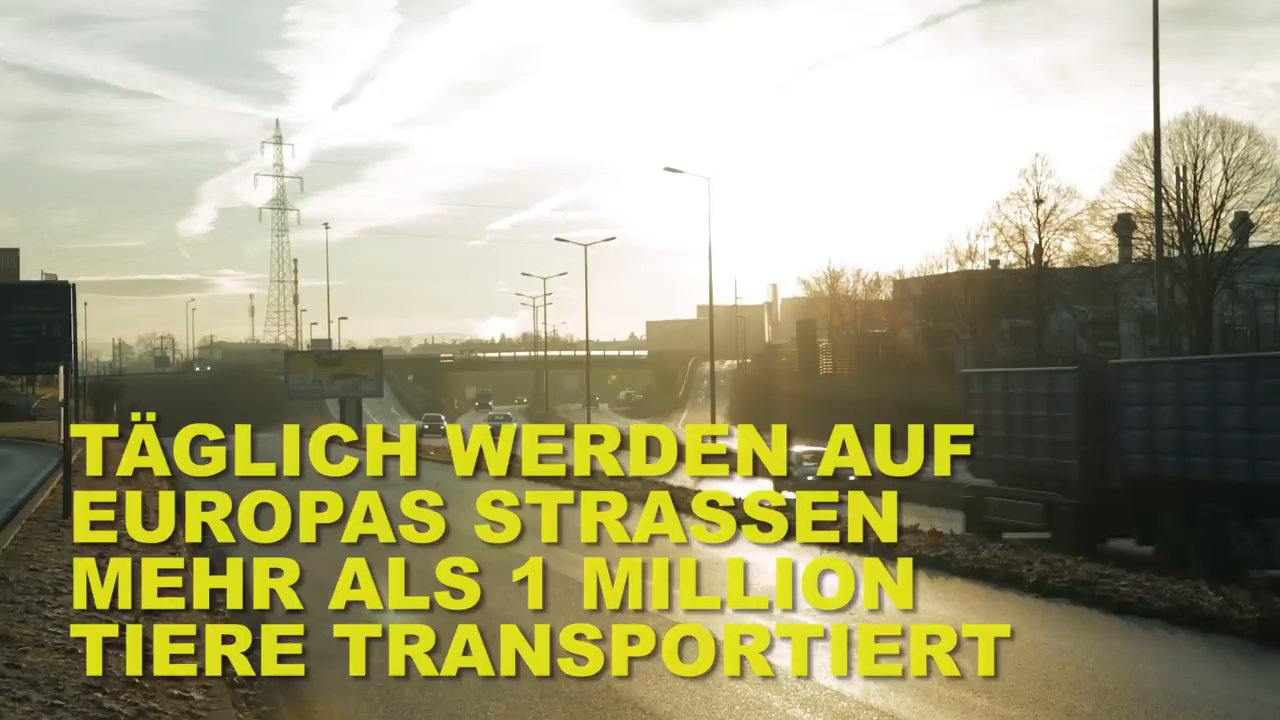 TÄGLICH WERDEN AUF
EUROPAS STRASSEN
MEHR ALS 1 MILLION
TIERE TRANSPORTIERT